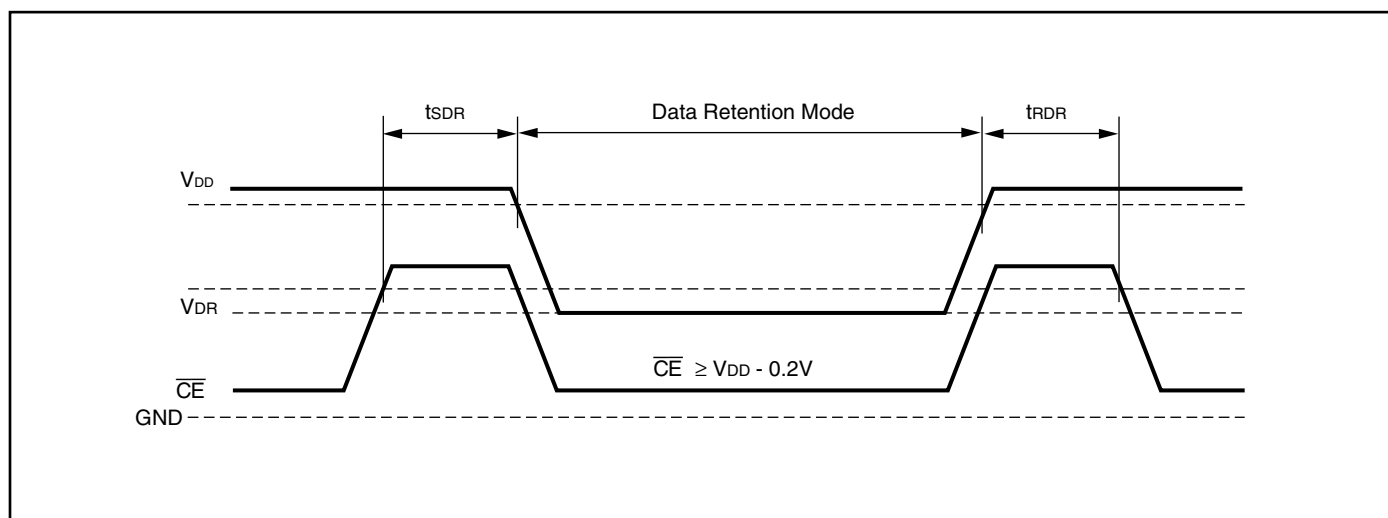 tSDR Data Retention Mode tRDR
VDD
VDR
CE ≥ VDD - 0.2V
CE
GND